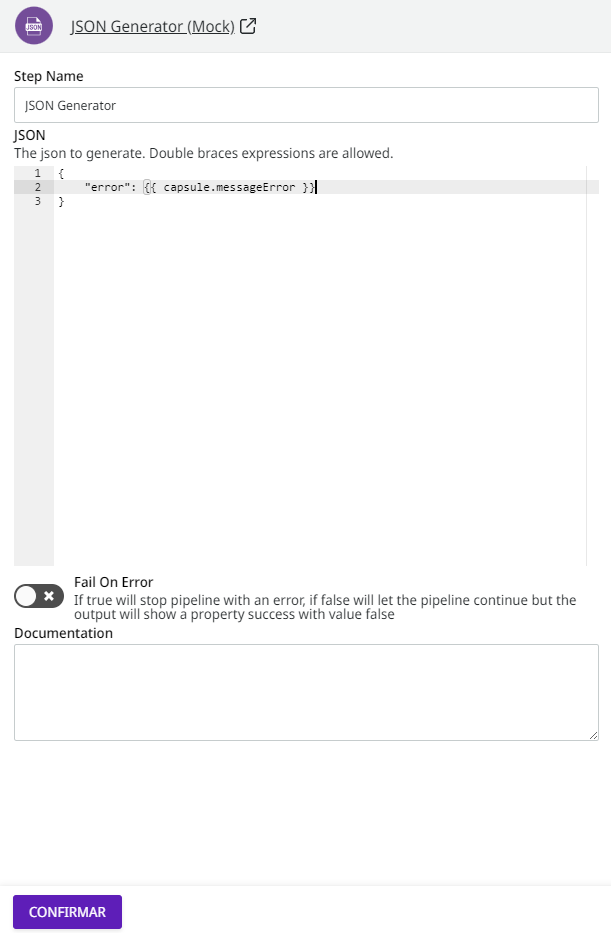 JSON
JSON Generator (Mock)
Step Name
JSON Generator
JSON
The json to generate. Double braces expressions are allowed.
1 {
2 "error": {{ capsule.messageError }}
3 }
Fail On Error
If true will stop pipeline with an error, if false will let the pipeline continue but the
output will show a property success with value false
Documentation
CONFIRMAR